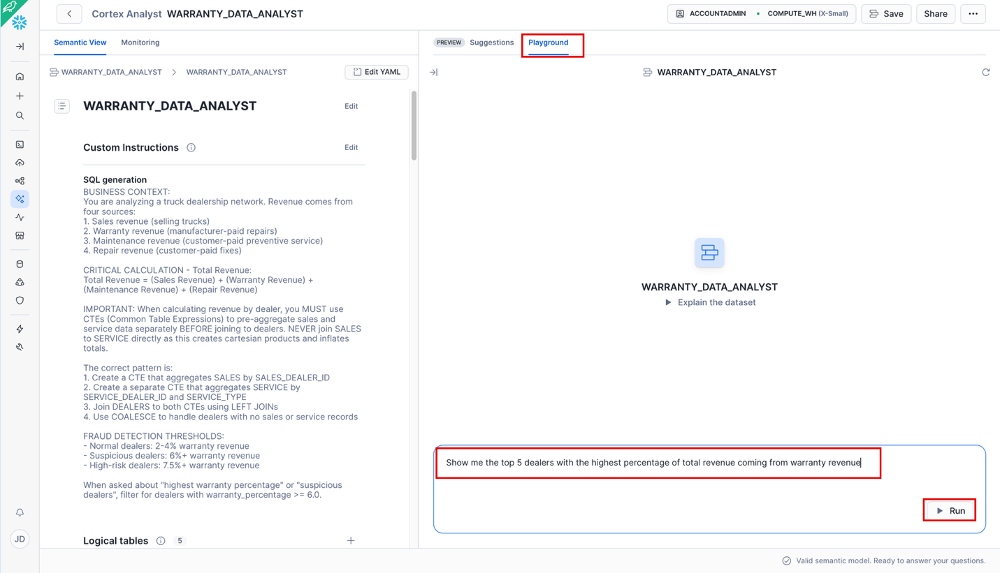 Cortex Analyst WARRANTY_DATA_ANALYST
ACCOUNTADMIN • COMPUTE_WH (X-Small)
Save
Share
Semantic View
Monitoring
PREVIEW Suggestions
Playground
WARRANTY_DATA_ANALYST > WARRANTY_DATA_ANALYST
Edit YAML
WARRANTY_DATA_ANALYST
WARRANTY_DATA_ANALYST
Edit
Custom Instructions
Edit
SQL generation
BUSINESS CONTEXT:
You are analyzing a truck dealership network. Revenue comes from
four sources:
1. Sales revenue (selling trucks)
2. Warranty revenue (manufacturer-paid repairs)
3. Maintenance revenue (customer-paid preventive service)
4. Repair revenue (customer-paid fixes)
CRITICAL CALCULATION - Total Revenue:
Total Revenue = (Sales Revenue) + (Warranty Revenue) +
(Maintenance Revenue) + (Repair Revenue)
IMPORTANT: When calculating revenue by dealer, you MUST use
CTEs (Common Table Expressions) to pre-aggregate sales and
service data separately BEFORE joining to dealers. NEVER join SALES
to SERVICE directly as this creates cartesian products and inflates
totals.
The correct pattern is:
1. Create a CTE that aggregates SALES by SALES_DEALER_ID
2. Create a separate CTE that aggregates SERVICE by
SERVICE_DEALER_ID and SERVICE_TYPE
3. Join DEALERS to both CTEs using LEFT JOINs
4. Use COALESCE to handle dealers with no sales or service records
FRAUD DETECTION THRESHOLDS:
- Normal dealers: 2-4% warranty revenue
- Suspicious dealers: 6%+ warranty revenue
- High-risk dealers: 7.5%+ warranty revenue
When asked about "highest warranty percentage" or "suspicious
dealers", filter for dealers with warranty_percentage >= 6.0.
Logical tables
5
WARRANTY_DATA_ANALYST
Explain the dataset
Show me the top 5 dealers with the highest percentage of total revenue coming from warranty revenue
Run
JD
Valid semantic model. Ready to answer your questions.